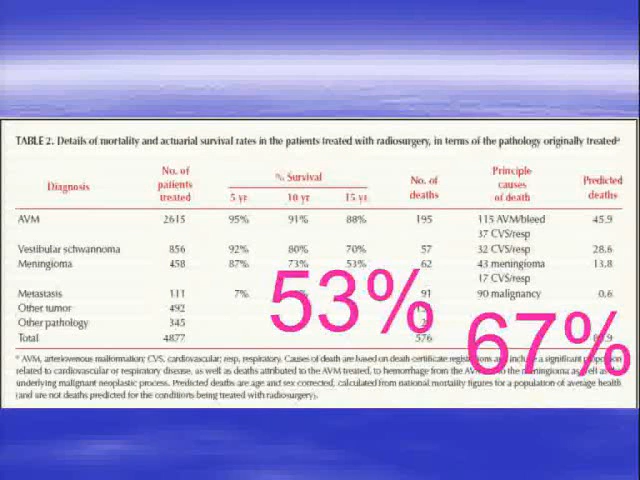 TABLE 2. Details of mortality and actuarial survival rates in the patients treated with radiosurgery, in terms of the pathology originally treatedª
Diagnosis No. of patients treated % Survival No. of deaths Principle causes of death Predicted deaths
5 yr 10 yr 15 yr
AVM 2615 95% 91% 88% 195 115 AVM/bleed 45.9
37 CVS/resp
Vestibular schwannoma 856 92% 80% 70% 57 32 CVS/resp 28.6
Meningioma 458 87% 73% 53% 62 43 meningioma 13.8
17 CVS/resp
Metastasis 111 7% 91 90 malignancy 0.6
Other tumor 492
Other pathology 345
Total 4877 576
53%
67%
ª AVM, arteriovenous malformation; CVS, cardiovascular; resp, respiratory. Causes of death are based on death certificate and include a significant proportion
related to cardiovascular or respiratory disease, as well as deaths attributed to the AVM treated, to hemorrhage from the to the meningioma as well as
underlying malignant neoplastic process. Predicted deaths are age and sex corrected, calculated from national mortality figures for a population of average health
(and are not deaths predicted for the conditions being treated with radiosurgery).